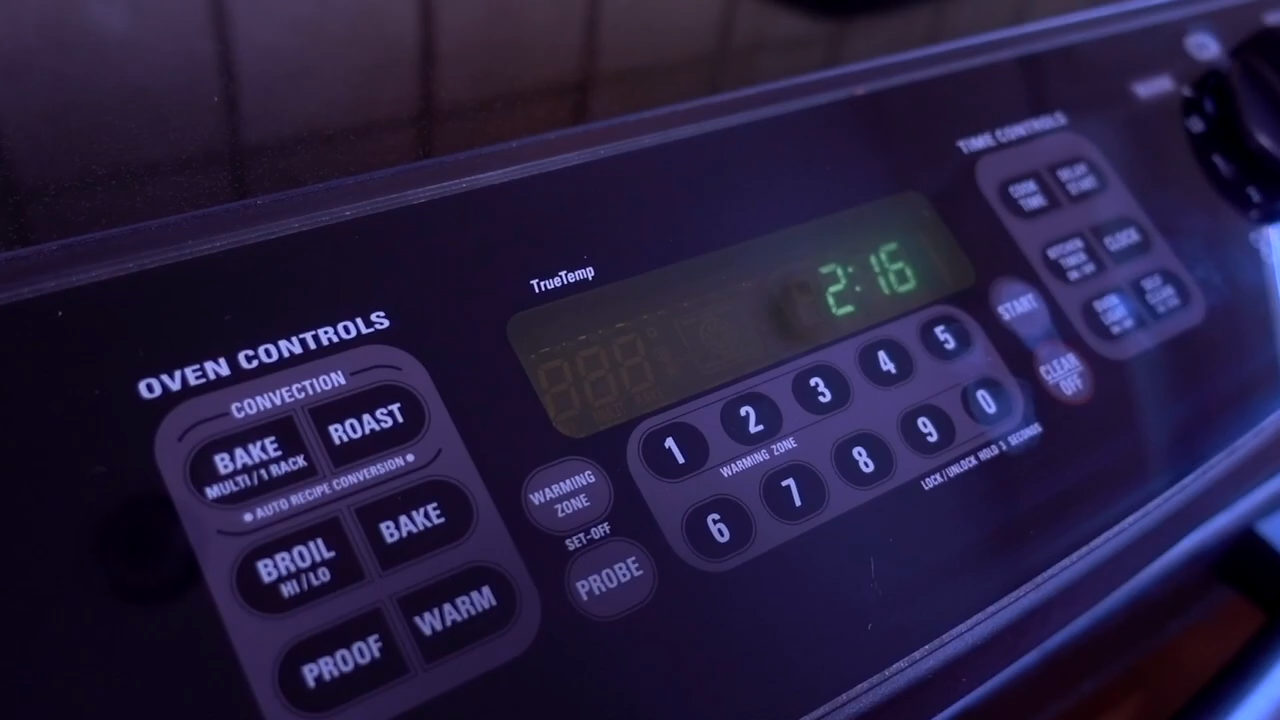 OVEN CONTROLS
CONVECTION
BAKE
MULTI/1 RACK
ROAST
•AUTO RECIPE CONVERSION•
BROIL
HI/LO
BAKE
PROOF
WARM
TrueTemp
2:16
WARMING
ZONE
SET-OFF
PROBE
1 2 3 4 5
WARMING ZONE
6 7 8 9 0
LOCK/UNLOCK HOLD 3 SECONDS
START
CLEAR
OFF
TIME CONTROLS
COOK
TIME
DELAY
START
KITCHEN
TIMER
CLOCK